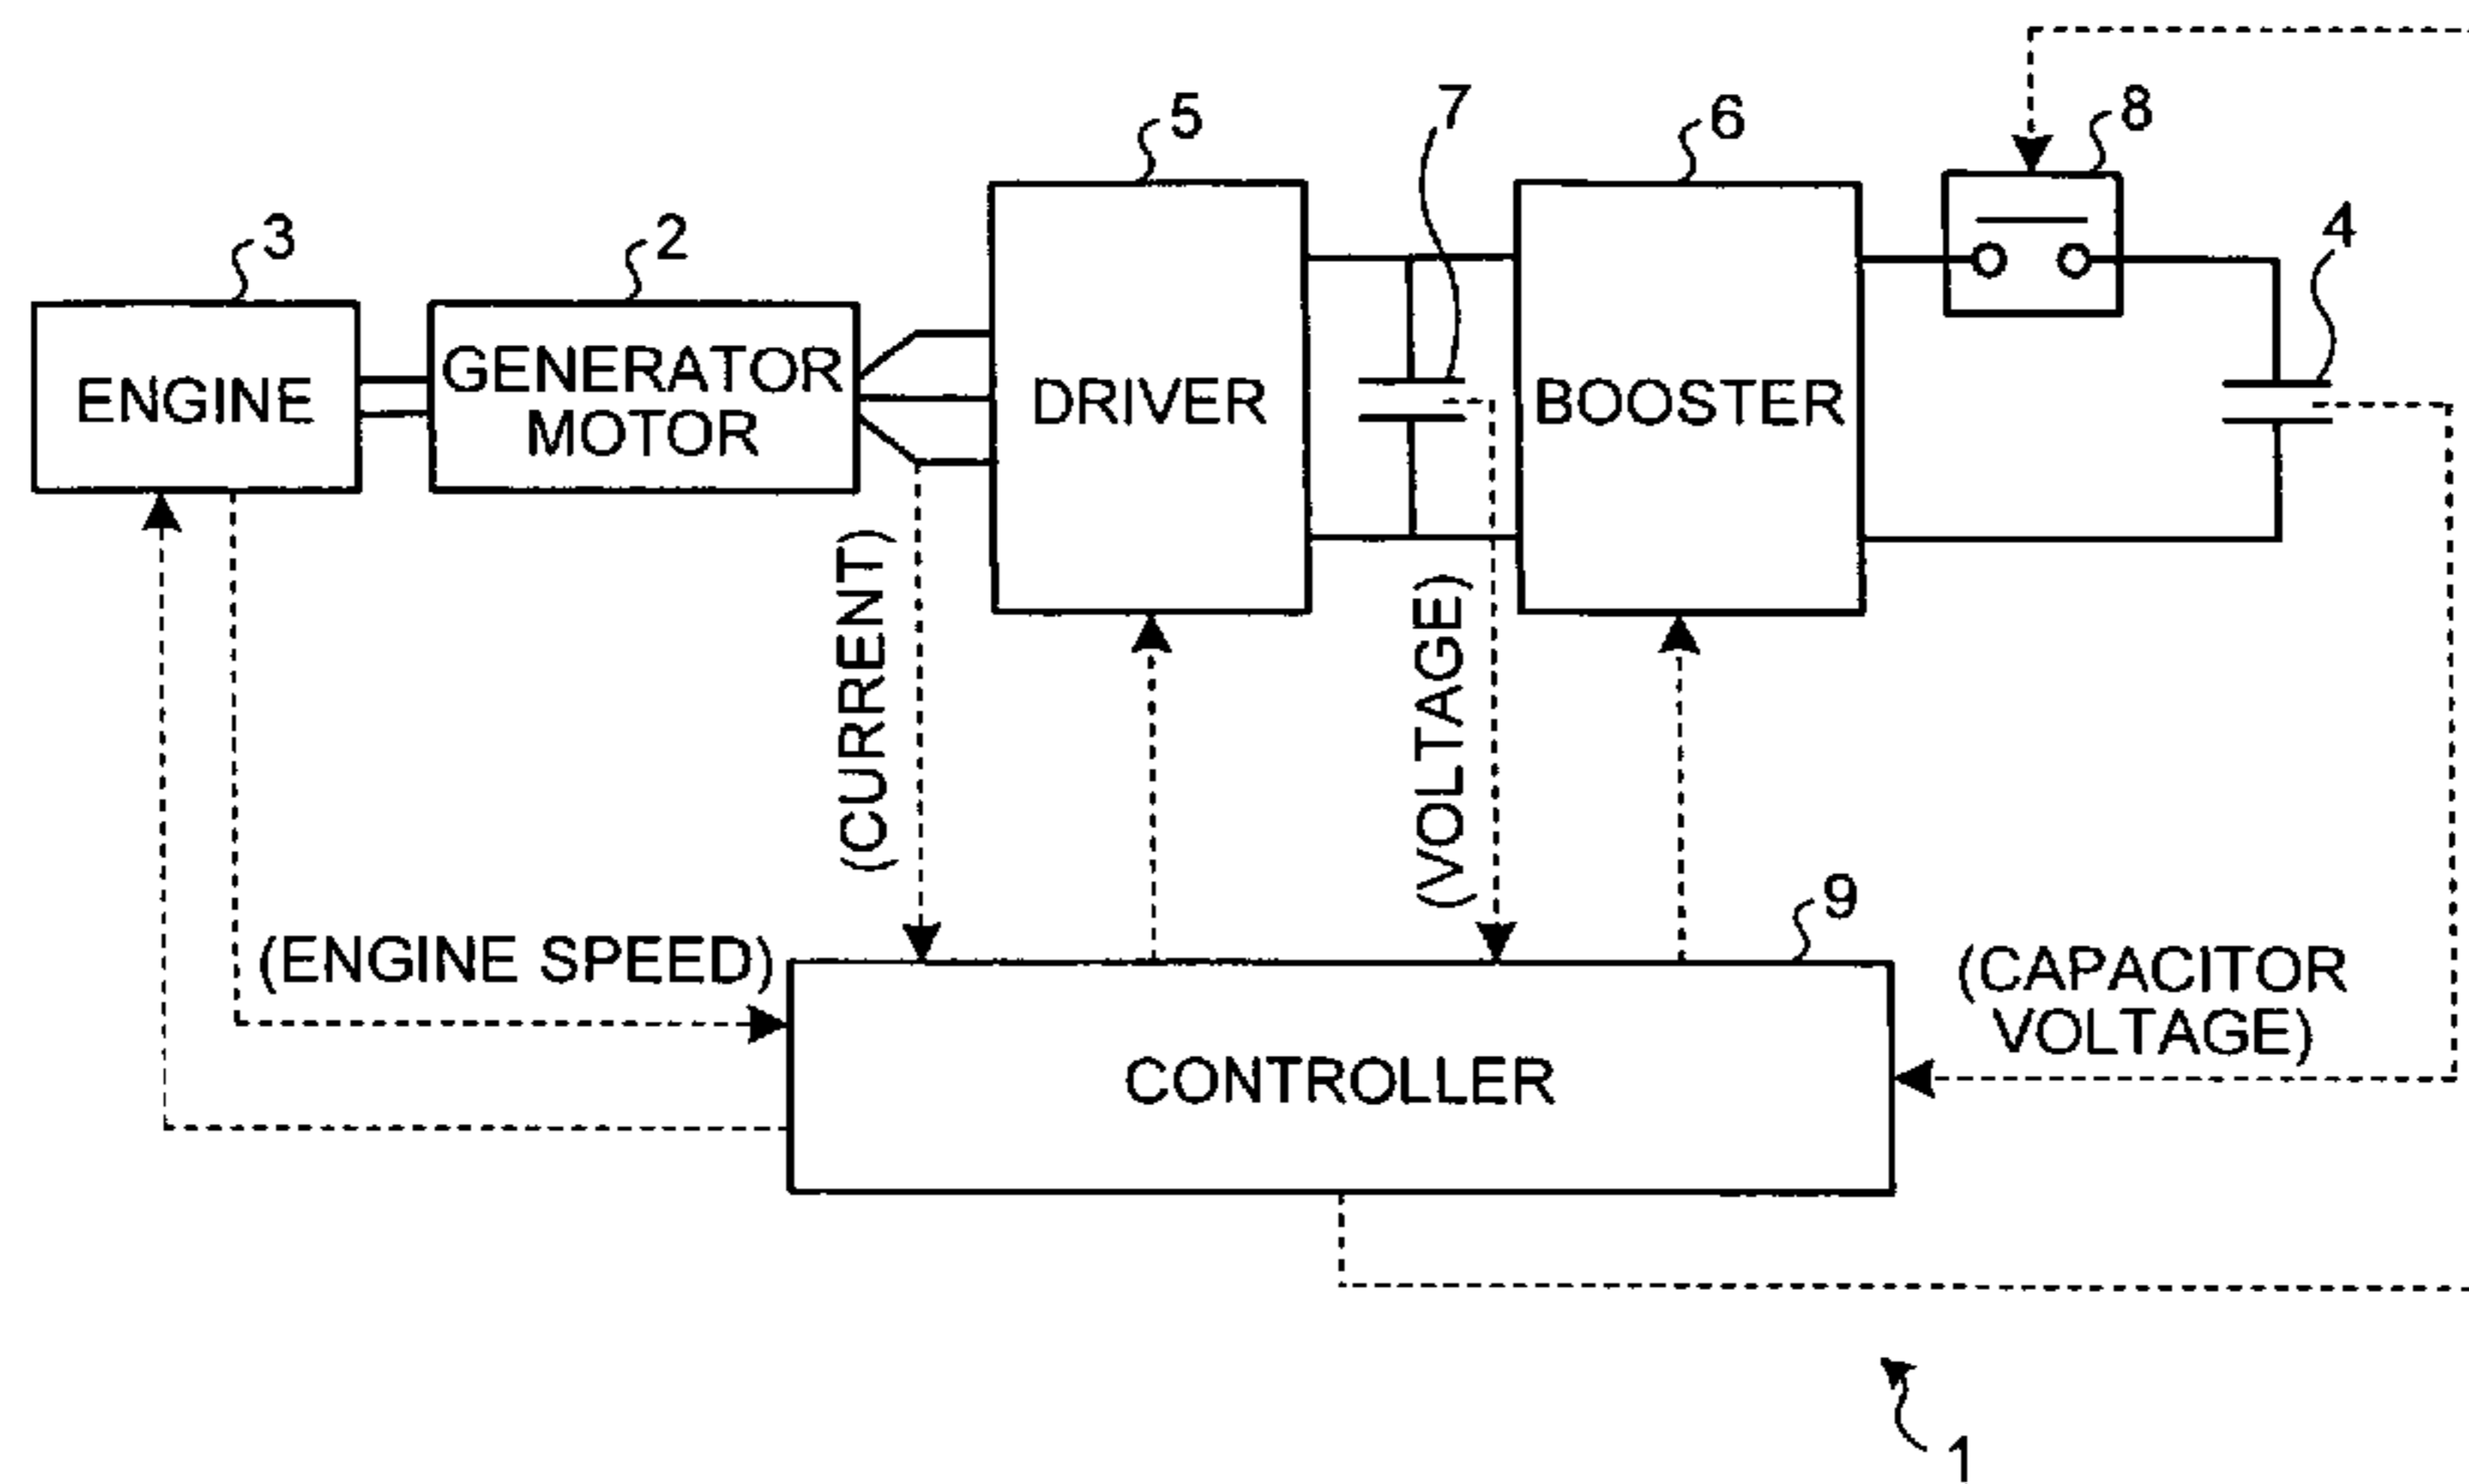 7
8
5
6
4
3
2
ENGINE
GENERATOR
MOTOR
DRIVER
BOOSTER
(CURRENT)
(VOLTAGE)
9
(ENGINE SPEED)
(CAPACITOR
VOLTAGE)
CONTROLLER
1